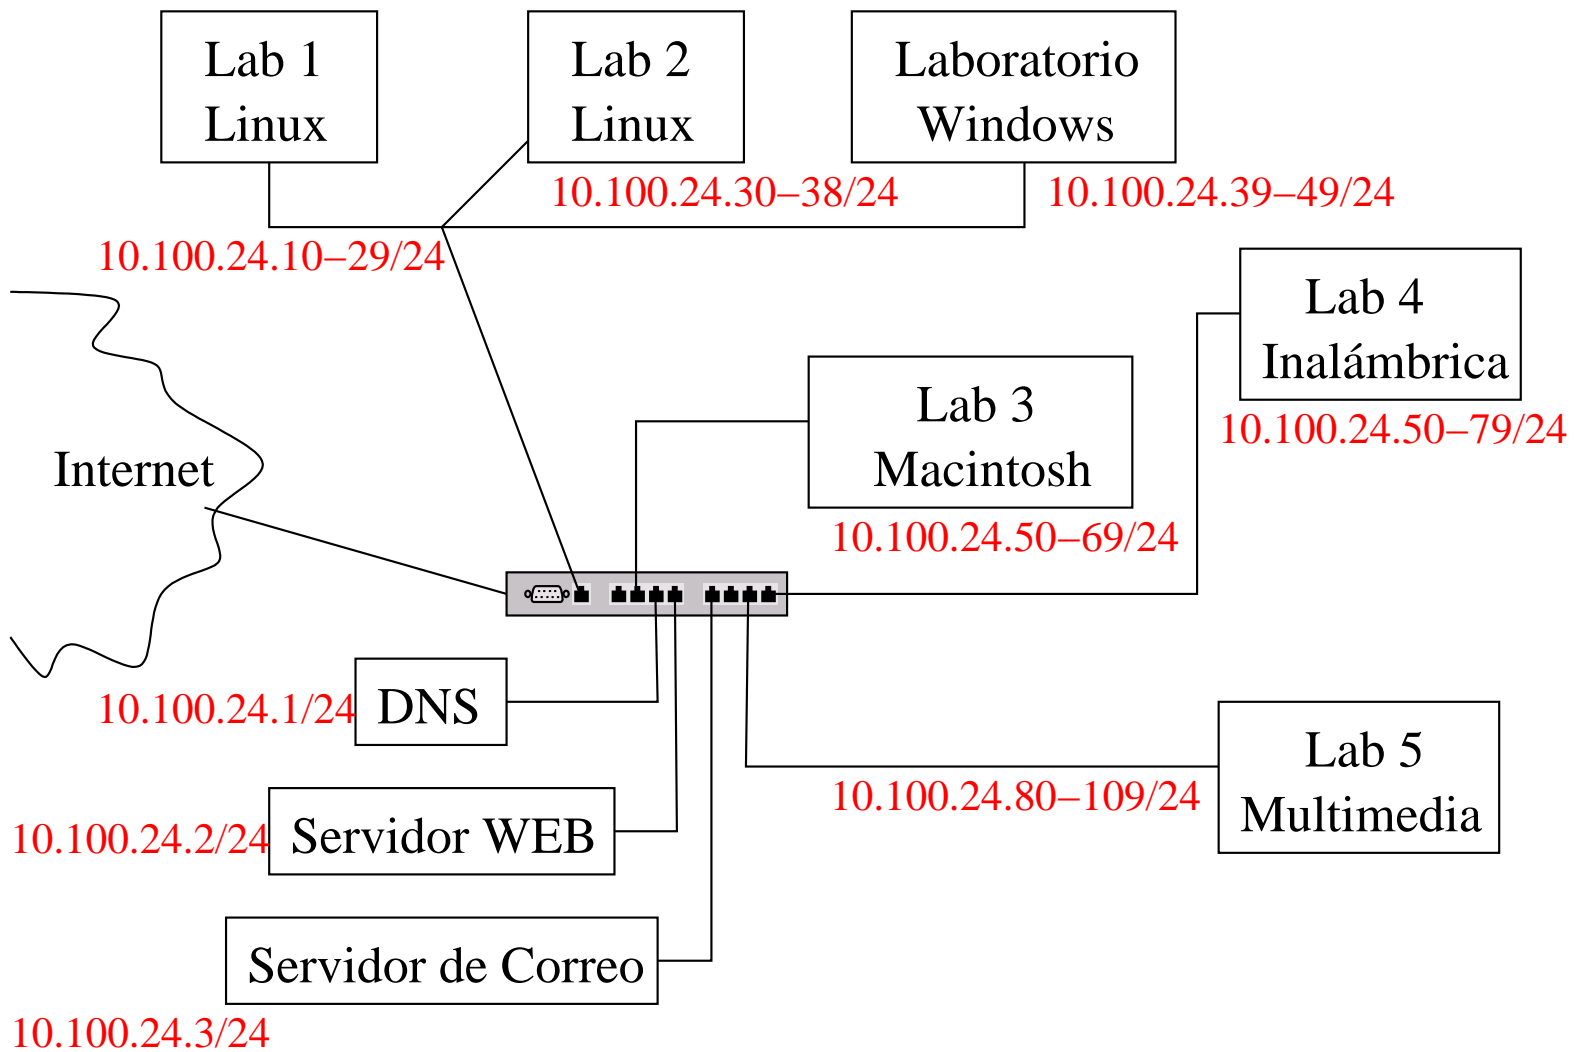 Lab 1
Linux
10.100.24.10–29/24
Lab 2
Linux
10.100.24.30–38/24
Laboratorio
Windows
10.100.24.39–49/24
Lab 4
Inalámbrica
10.100.24.50–79/24
Internet
Lab 3
Macintosh
10.100.24.50–69/24
10.100.24.1/24
DNS
Lab 5
Multimedia
10.100.24.80–109/24
10.100.24.2/24
Servidor WEB
Servidor de Correo
10.100.24.3/24